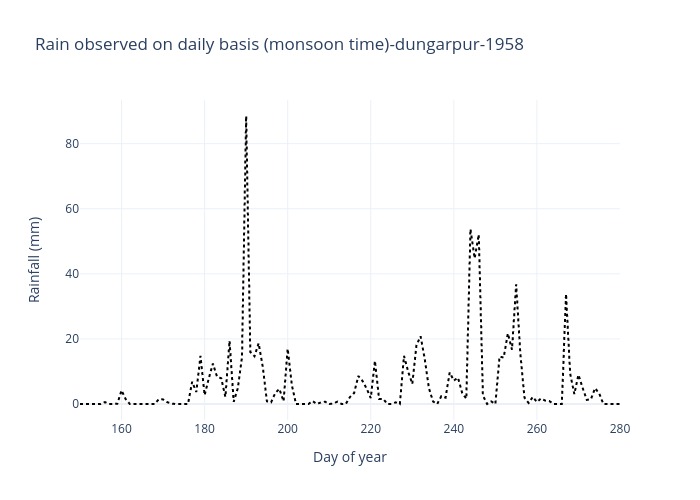 Rain observed on daily basis (monsoon time)-dungarpur-1958
80
60
40
20
0
Rainfall (mm)
160 180 200 220 240 260 280
Day of year